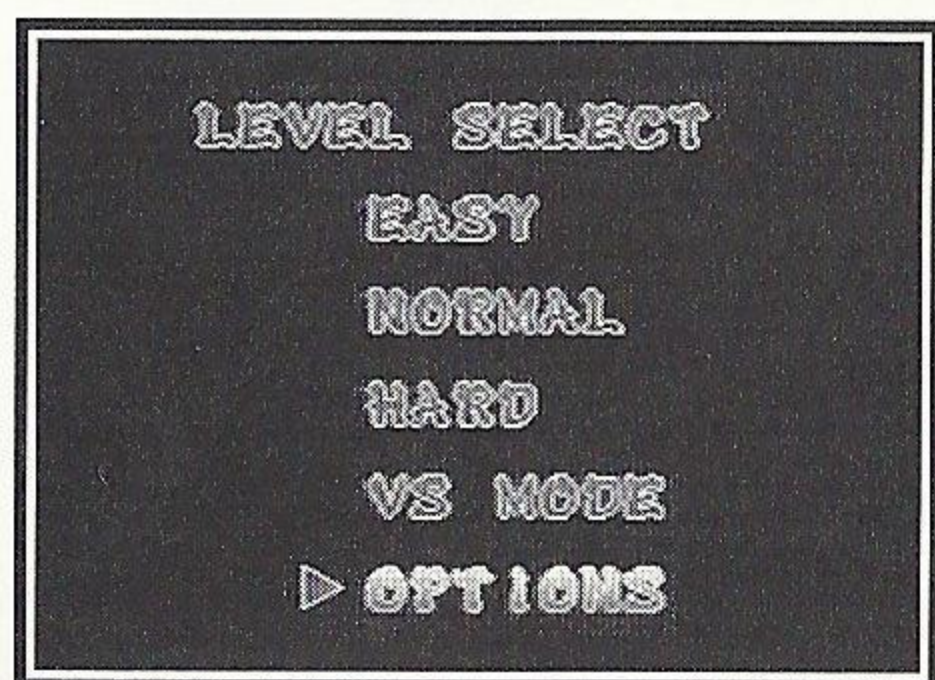 LEVEL SELECT
EASY
NORMAL
HARD
VS MODE
OPTIONS